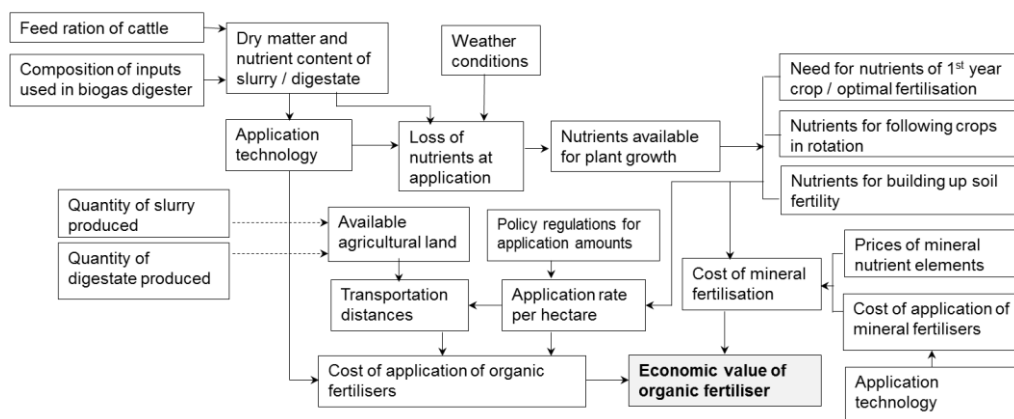 Feed ration of cattle
Composition of inputs
used in biogas digester
Dry matter and
nutrient content of
slurry / digestate
Weather
conditions
Need for nutrients of 1st year
crop / optimal fertilisation
Application
technology
Loss of
nutrients at
application
Nutrients available
for plant growth
Nutrients for following crops
in rotation
Nutrients for building up soil
fertility
Quantity of slurry
produced
Quantity of
digestate produced
Available
agricultural land
Policy regulations for
application amounts
Prices of mineral
nutrient elements
Transportation
distances
Application rate
per hectare
Cost of mineral
fertilisation
Cost of application of
mineral fertilisers
Cost of application of organic
fertilisers
Economic value of
organic fertiliser
Application
technology